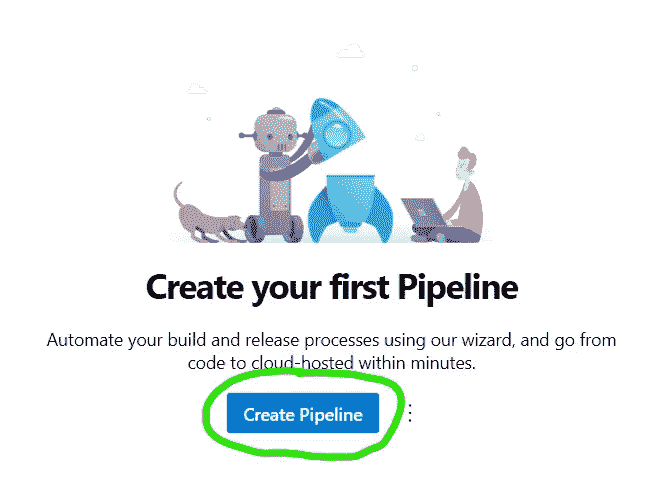 Create your first Pipeline
Automate your build and release processes using our wizard, and go from
code to cloud-hosted within minutes.
Create Pipeline